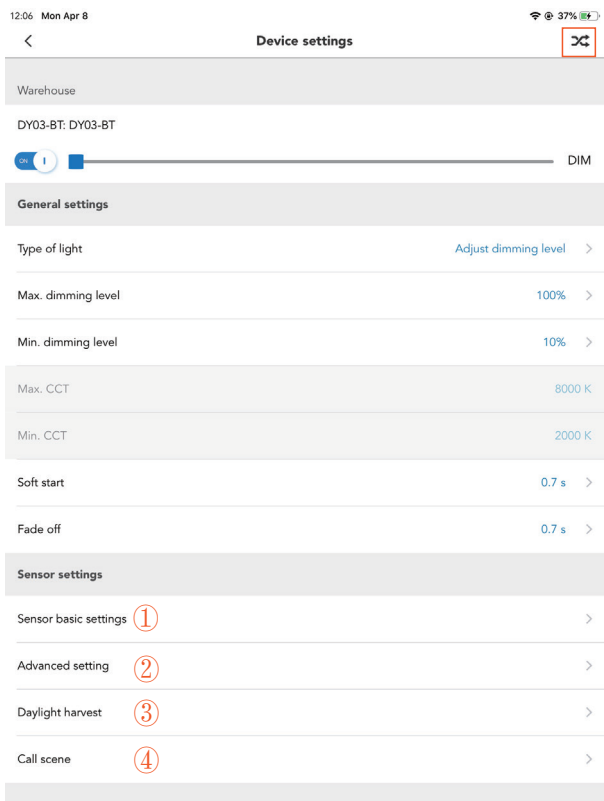 12:06 Mon Apr 8 37%
Device settings
Warehouse
DY03-BT: DY03-BT
ON DIM
General settings
Type of light Adjust dimming level
Max. dimming level 100%
Min. dimming level 10%
Max. CCT 8000 K
Min. CCT 2000 K
Soft start 0.7 s
Fade off 0.7 s
Sensor settings
Sensor basic settings ①
Advanced setting ②
Daylight harvest ③
Call scene ④